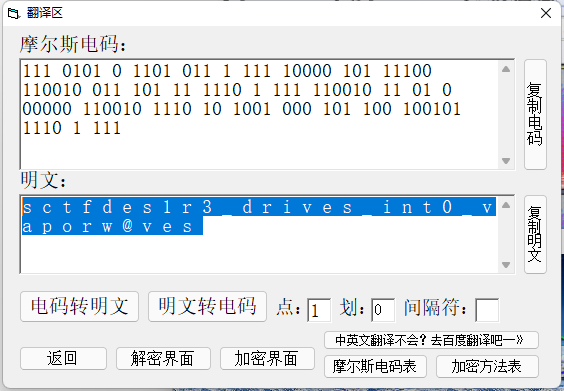 翻译区
摩尔斯电码:
111 0101 0 1101 011 1 111 10000 101 11100
110010 011 101 11 1110 1 111 110010 11 01 0
00000 110010 1110 10 1001 000 101 100 100101
1110 1 111
复制电码
明文:
s c t f d e s 1 r 3 _ d r i v e s _ i n t 0 _ v
a p o r w @ v e s
复制明文
电码转明文 明文转电码 点: 1 划: 0 间隔符:
中英文翻译不会?去百度翻译吧—》
返回 解密界面 加密界面
摩尔斯电码表 加密方法表